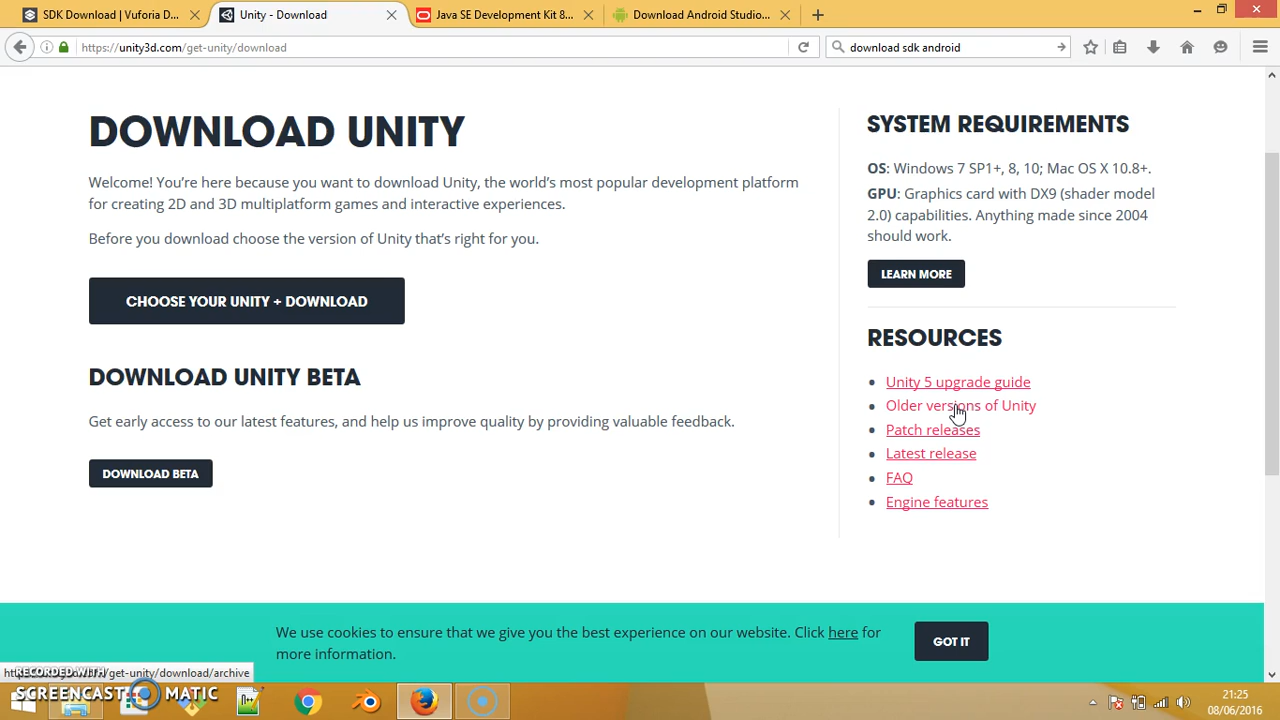 SDK Download | Vuforia D...
Unity - Download
Java SE Development Kit 8...
Download Android Studio...
https://unity3d.com/get-unity/download
download sdk android
DOWNLOAD UNITY
Welcome! You're here because you want to download Unity, the world's most popular development platform
for creating 2D and 3D multiplatform games and interactive experiences.
Before you download choose the version of Unity that's right for you.
CHOOSE YOUR UNITY + DOWNLOAD
DOWNLOAD UNITY BETA
Get early access to our latest features, and help us improve quality by providing valuable feedback.
DOWNLOAD BETA
SYSTEM REQUIREMENTS
OS: Windows 7 SP1+, 8, 10; Mac OS X 10.8+.
GPU: Graphics card with DX9 (shader model
2.0) capabilities. Anything made since 2004
should work.
LEARN MORE
RESOURCES
Unity 5 upgrade guide
Older versions of Unity
Patch releases
Latest release
FAQ
Engine features
We use cookies to ensure that we give you the best experience on our website. Click here for
more information.
GOT IT
/get-unity/download/archive
RECORDED WITH
SCREENCAST MATIC
21:25
08/06/2016